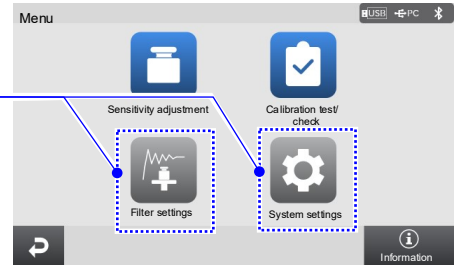 Menu
USB PC
Sensitivity adjustment
Calibration test/
check
Filter settings
System settings
Information